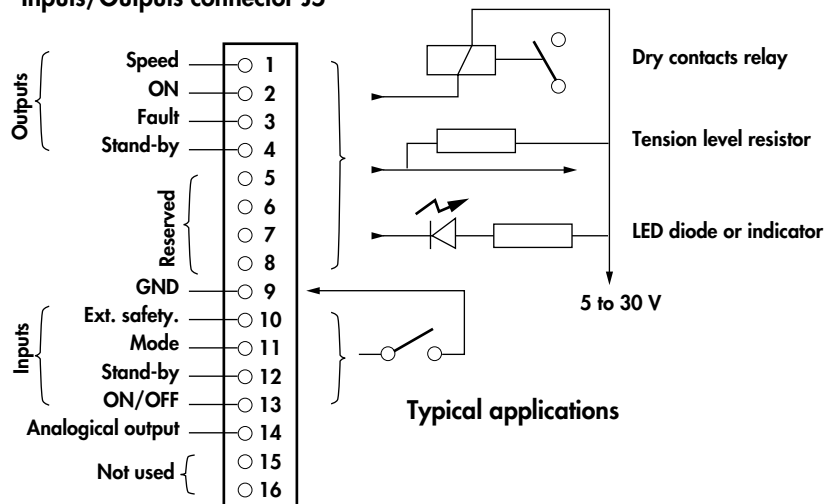 Inputs/Outputs connector J5
Outputs
Speed 1
ON 2
Fault 3
Stand-by 4
Reserved
5
6
7
8
GND 9
Inputs
Ext. safety. 10
Mode 11
Stand-by 12
ON/OFF 13
Analogical output 14
Not used
15
16
Dry contacts relay
Tension level resistor
LED diode or indicator
5 to 30 V
Typical applications